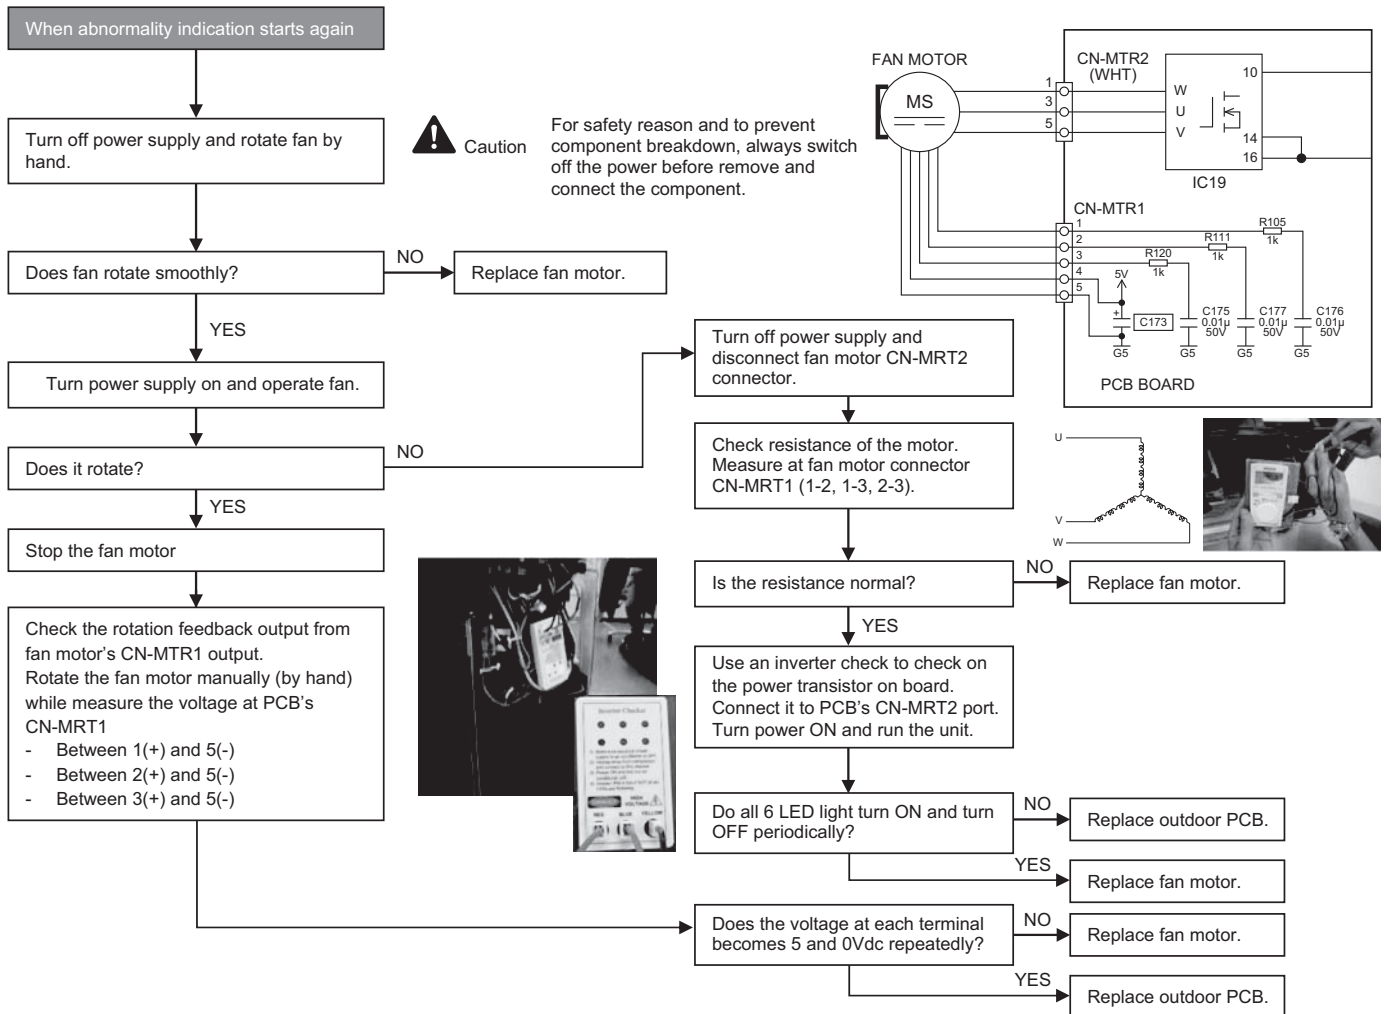 When abnormality indication starts again
Turn off power supply and rotate fan by
hand.
Caution
For safety reason and to prevent
component breakdown, always switch
off the power before remove and
connect the component.
Does fan rotate smoothly?
NO
Replace fan motor.
YES
Turn power supply on and operate fan.
Does it rotate?
NO
YES
Stop the fan motor
Check the rotation feedback output from
fan motor's CN-MTR1 output.
Rotate the fan motor manually (by hand)
while measure the voltage at PCB's
CN-MRT1
- Between 1(+) and 5(-)
- Between 2(+) and 5(-)
- Between 3(+) and 5(-)
Turn off power supply and
disconnect fan motor CN-MRT2
connector.
Check resistance of the motor.
Measure at fan motor connector
CN-MRT1 (1-2, 1-3, 2-3).
Is the resistance normal?
NO
Replace fan motor.
YES
Use an inverter check to check on
the power transistor on board.
Connect it to PCB's CN-MRT2 port.
Turn power ON and run the unit.
Do all 6 LED light turn ON and turn
OFF periodically?
NO
Replace outdoor PCB.
YES
Replace fan motor.
Does the voltage at each terminal
becomes 5 and 0Vdc repeatedly?
NO
Replace fan motor.
YES
Replace outdoor PCB.
FAN MOTOR
MS
CN-MTR2
(WHT)
1
3
5
W
U
V
10
14
16
IC19
CN-MTR1
1
2
3
4
5
R105
1k
R111
1k
R120
1k
5V
+
C173
C175
0.01µ
50V
C177
0.01µ
50V
C176
0.01µ
50V
G5
G5
G5
G5
PCB BOARD
U
V
W
Inverter Checker
HIGH
VOLTAGE
RED BLUE YELLOW